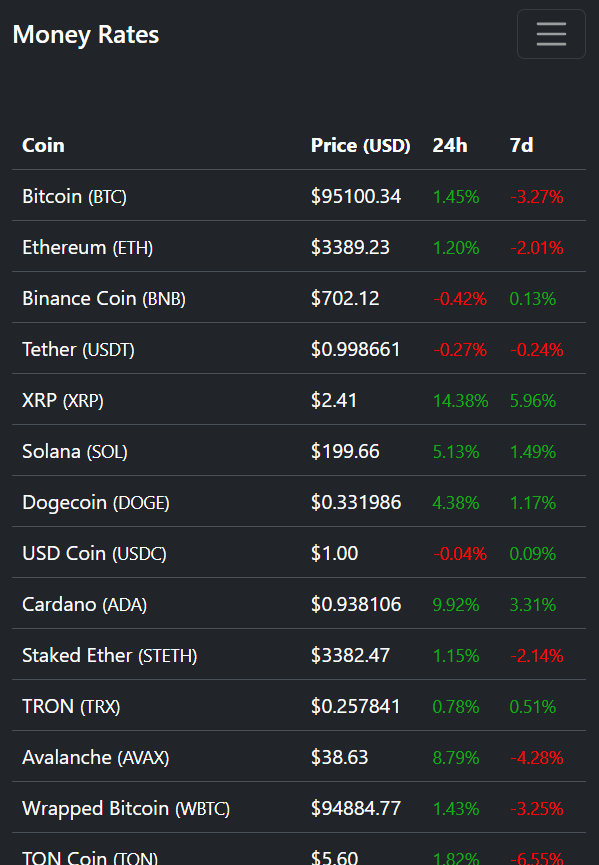 Money Rates
Coin Price (USD) 24h 7d
Bitcoin (BTC) $95100.34 1.45% -3.27%
Ethereum (ETH) $3389.23 1.20% -2.01%
Binance Coin (BNB) $702.12 -0.42% 0.13%
Tether (USDT) $0.998661 -0.27% -0.24%
XRP (XRP) $2.41 14.38% 5.96%
Solana (SOL) $199.66 5.13% 1.49%
Dogecoin (DOGE) $0.331986 4.38% 1.17%
USD Coin (USDC) $1.00 -0.04% 0.09%
Cardano (ADA) $0.938106 9.92% 3.31%
Staked Ether (STETH) $3382.47 1.15% -2.14%
TRON (TRX) $0.257841 0.78% 0.51%
Avalanche (AVAX) $38.63 8.79% -4.28%
Wrapped Bitcoin (WBTC) $94884.77 1.43% -3.25%
TON Coin (TON) $5.60 1.82% -6.55%